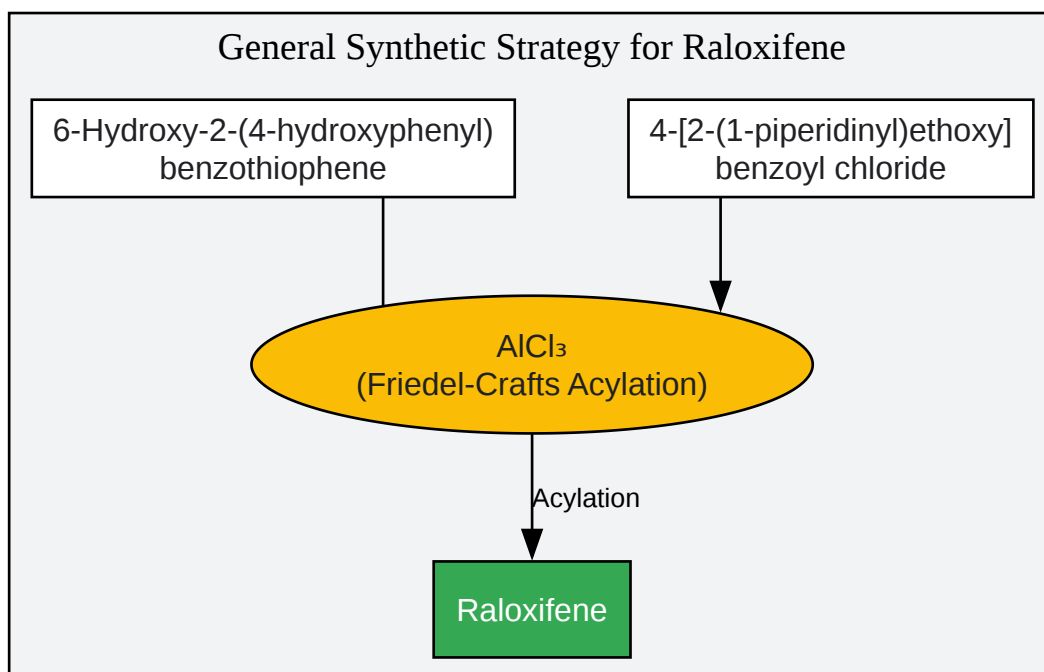 General Synthetic Strategy for Raloxifene
6-Hydroxy-2-(4-hydroxyphenyl)
benzothiophene
4-[2-(1-piperidinyl)ethoxy]
benzoyl chloride
AlCl₃
(Friedel-Crafts Acylation)
Acylation
Raloxifene